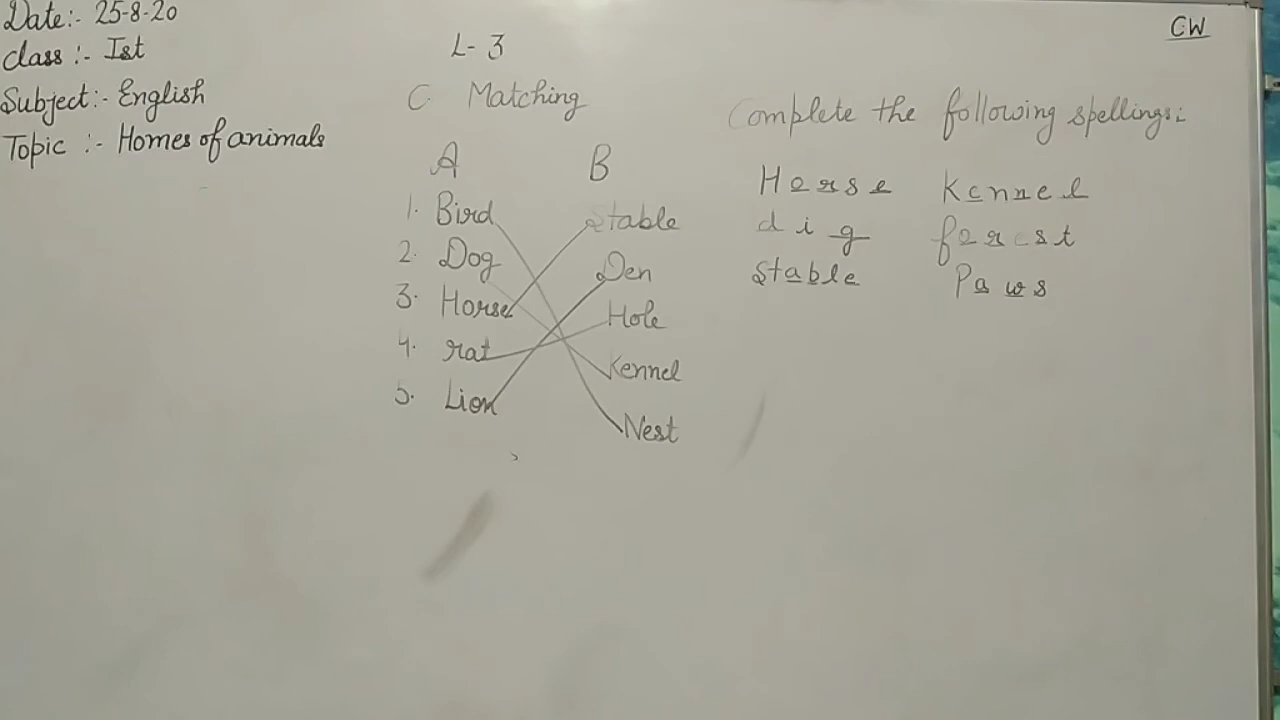 Date:- 25-8-20
Class :- Ist
Subject:- English
Topic :- Homes of animals
CW
L-3
C. Matching
A B
1. Bird Stable
2. Dog Den
3. Horse Hole
4. rat Kennel
5. Lion Nest
Complete the following spellings:
Horse Kennel
dig forest
Stable Paws